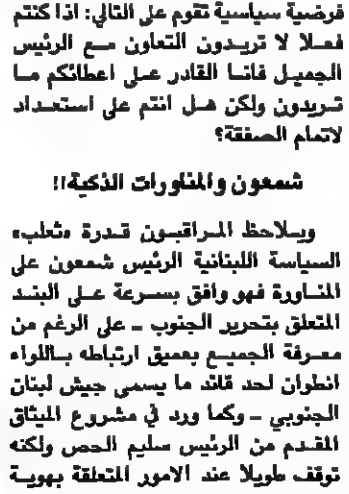 فرضية سياسية تقوم على التالي: اذا كنتم
فعلا لا تريدون التعاون مع الرئيس
الجميل فانا القادر على اعطائكم ما
تريدون ولكن هل انتم على استعداد
لاتمام الصفقة؟
شمعون والمناورات الذكية!!
ويلاحظ المراقبون قدرة «ثعلب»
السياسة اللبنانية الرئيس شمعون على
المناورة فهو وافق بسرعة على البند
المتعلق بتحرير الجنوب ـ على الرغم من
معرفة الجميع بعميق ارتباطه باللواء
انطوان لحد قائد ما يسمى جيش لبنان
الجنوبي ـ وكما ورد في مشروع الميثاق
المقدم من الرئيس سليم الحص ولكنه
توقف طويلا عند الامور المتعلقة بهوية